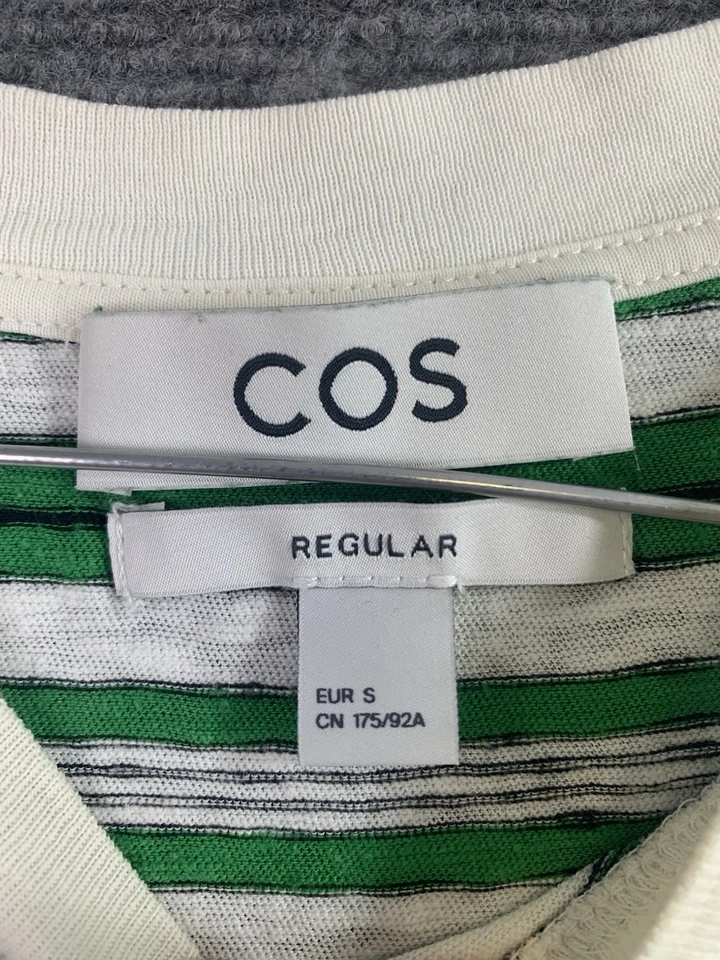 COS
REGULAR
EUR S
CN 175/92A